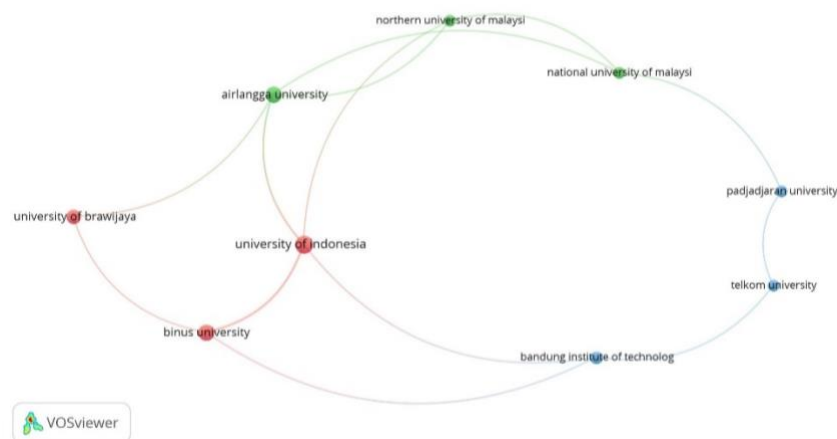 northern university of malaysi
national university of malaysi
airlangga university
padjadjaran university
university of brawijaya
university of indonesia
telkom university
binus university
bandung institute of technolog
VOSviewer